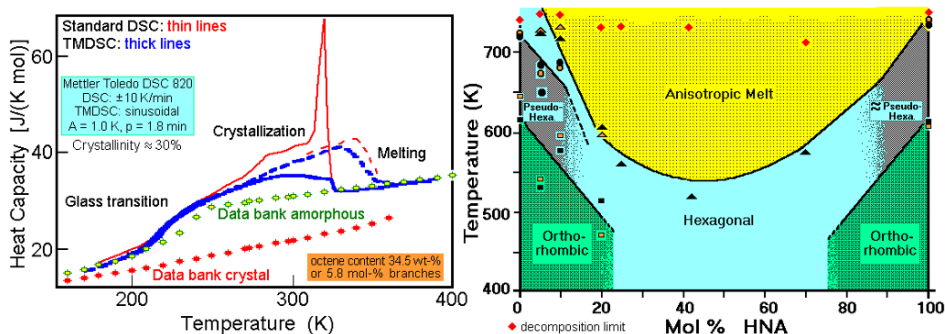 Standard DSC: thin lines
TMDSC: thick lines
Mettler Toledo DSC 820
DSC: ±10 K/min
TMDSC: sinusoidal
A = 1.0 K, p = 1.8 min
Crystallinity ≈ 30%
Crystallization
Melting
Glass transition
Data bank amorphous
Data bank crystal
octene content 34.5 wt-%
or 5.8 mol-% branches
Heat Capacity [J/(K mol)]
60
40
20
200
300
400
Temperature (K)
Temperature (K)
700
600
500
400
Anisotropic Melt
Pseudo-
Hexa.
≈ Pseudo-
Hexa.
Hexagonal
Ortho-
rhombic
Ortho-
rhombic
0
20
40
60
80
100
decomposition limit
Mol % HNA